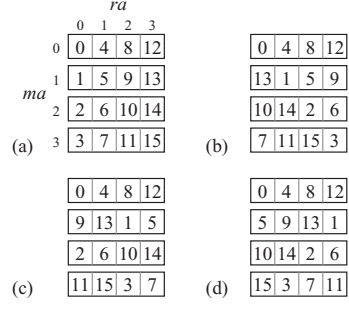 ra
0 1 2 3
0 0 4 8 12
1 1 5 9 13
ma
2 2 6 10 14
(a) 3 3 7 11 15
0 4 8 12
13 1 5 9
10 14 2 6
(b) 7 11 15 3
0 4 8 12
9 13 1 5
2 6 10 14
(c) 11 15 3 7
0 4 8 12
5 9 13 1
10 14 2 6
(d) 15 3 7 11